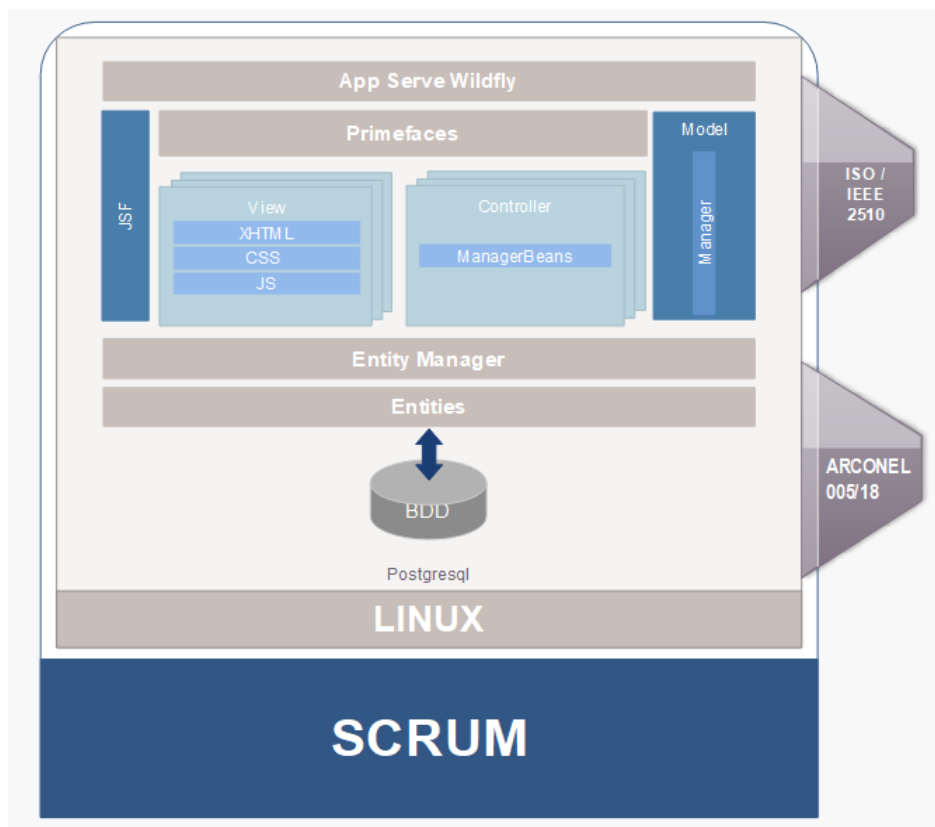 App Serve Wildfly
JSF
Primefaces
Model
Manager
View
XHTML
CSS
JS
Controller
ManagerBeans
ISO /
IEEE
2510
Entity Manager
Entities
BDD
Postgresql
ARCONEL
005/18
LINUX
SCRUM